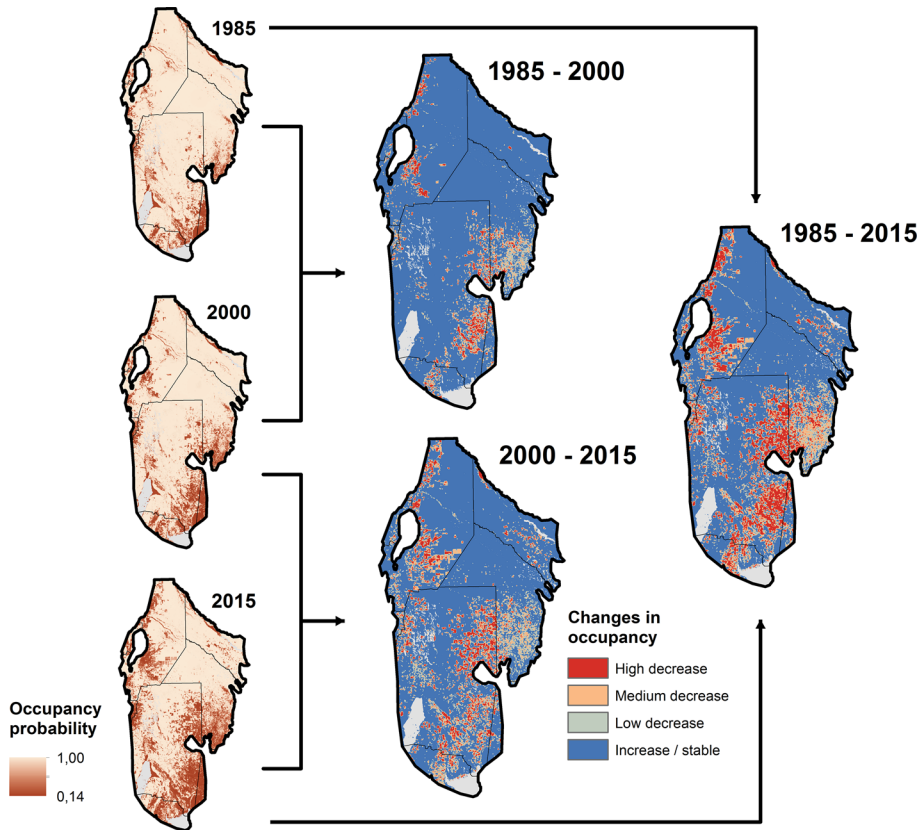 1985
1985 - 2000
1985 - 2015
2000
2000 - 2015
2015
Changes in
occupancy
High decrease
Medium decrease
Low decrease
Increase / stable
Occupancy
probability
1,00
0,14